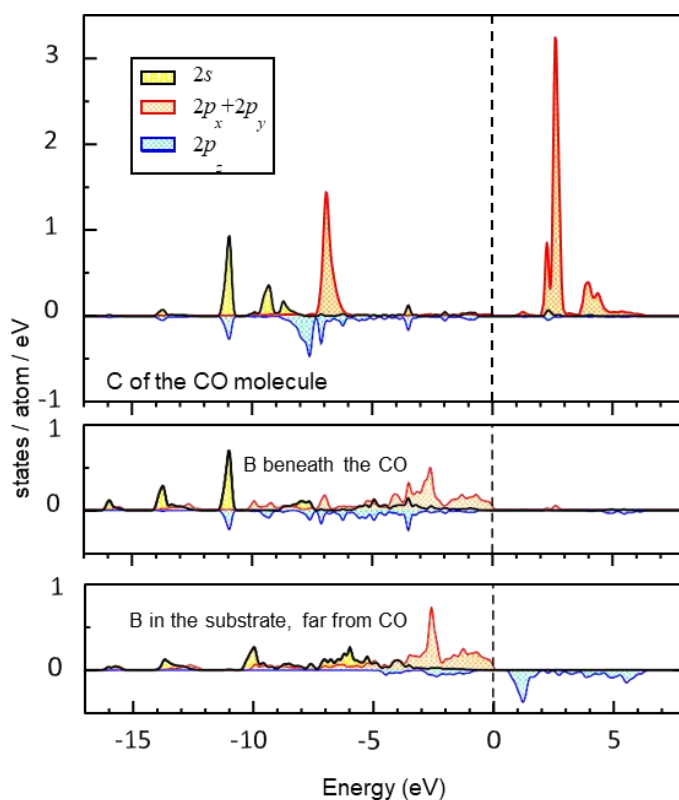 3
2s
2px+2py
2pz
2
1
0
C of the CO molecule
-1
states / atom / eV
1
B beneath the CO
0
1
B in the substrate, far from CO
0
-15 -10 -5 0 5
Energy (eV)